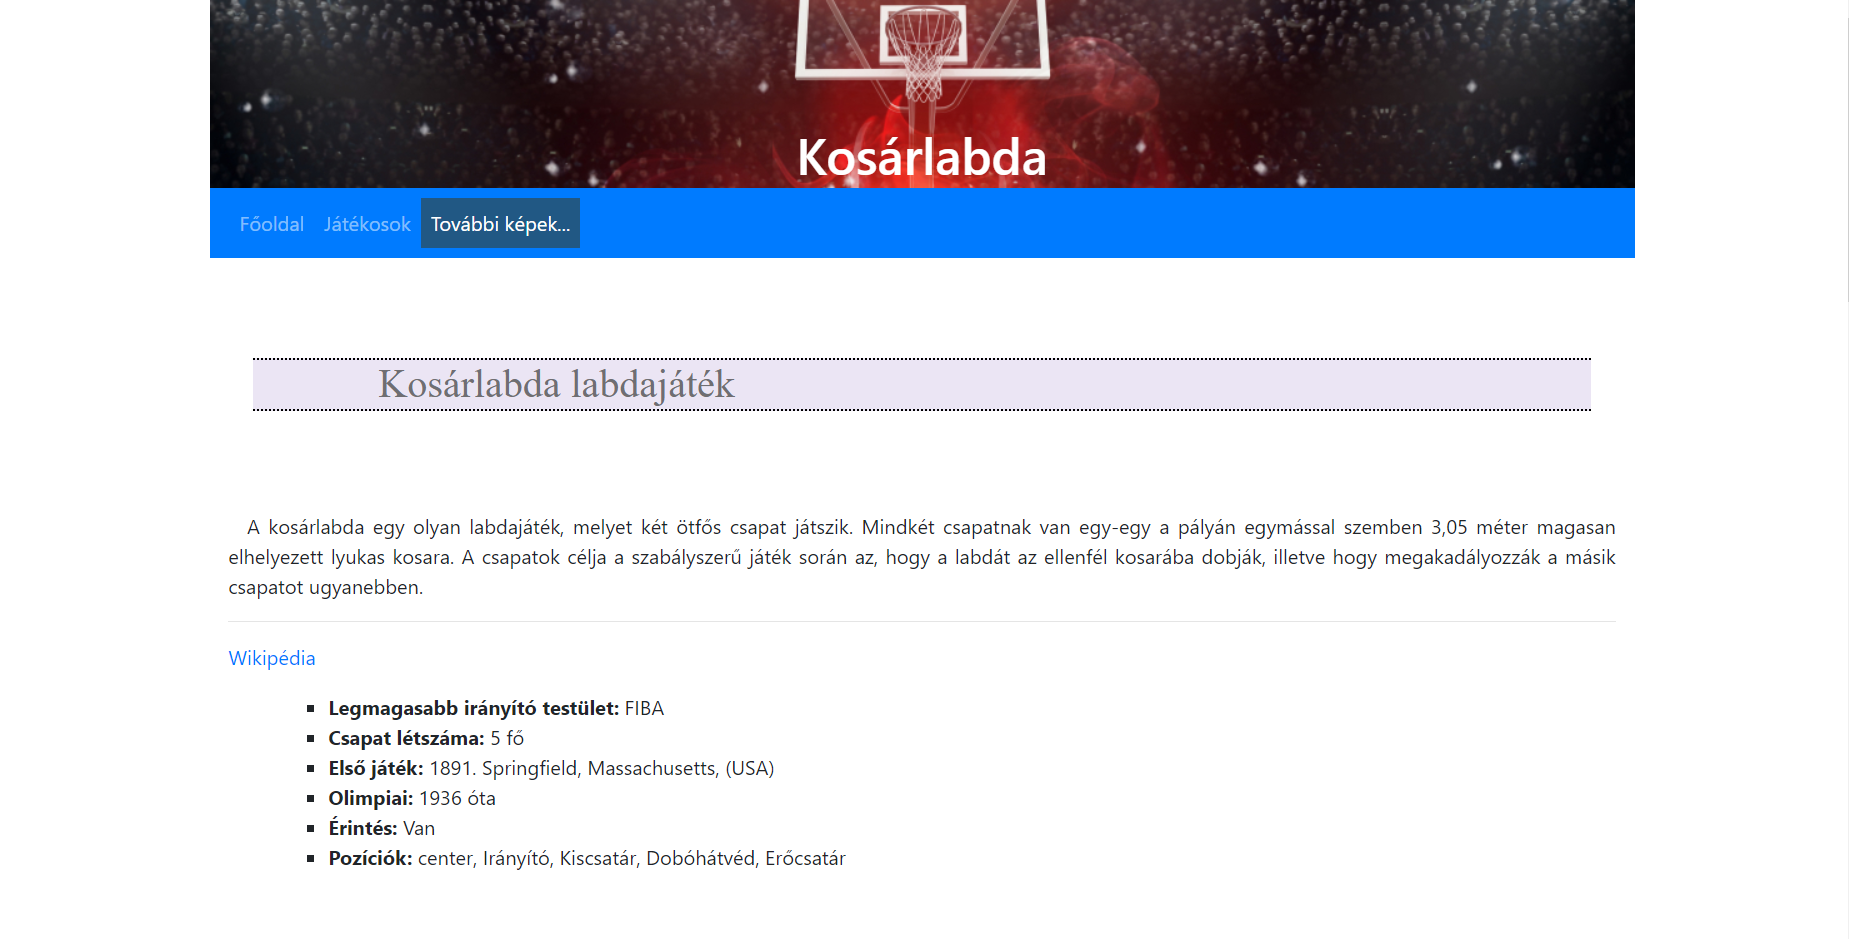 Kosárlabda
Főoldal Játékosok További képek...
Kosárlabda labdajáték
A kosárlabda egy olyan labdajáték, melyet két ötfős csapat játszik. Mindkét csapatnak van egy-egy a pályán egymással szemben 3,05 méter magasan
elhelyezett lyukas kosara. A csapatok célja a szabályszerű játék során az, hogy a labdát az ellenfél kosarába dobják, illetve hogy megakadályozzák a másik
csapatot ugyanebben.
Wikipédia
Legmagasabb irányító testület: FIBA
Csapat létszáma: 5 fő
Első játék: 1891. Springfield, Massachusetts, (USA)
Olimpiai: 1936 óta
Érintés: Van
Pozíciók: center, Irányító, Kiscsatár, Dobóhátvéd, Erőcsatár